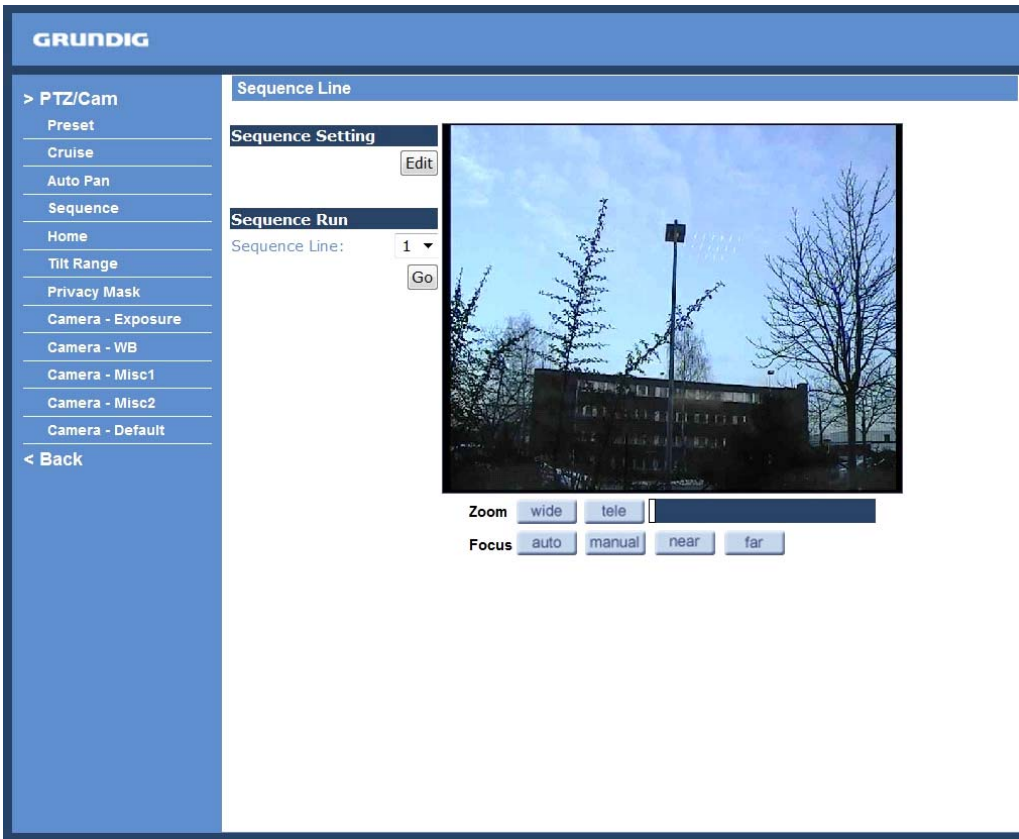 GRUNDIG
> PTZ/Cam
Preset
Cruise
Auto Pan
Sequence
Home
Tilt Range
Privacy Mask
Camera - Exposure
Camera - WB
Camera - Misc1
Camera - Misc2
Camera - Default
< Back
Sequence Line
Sequence Setting
Edit
Sequence Run
Sequence Line: 1
Go
Zoom wide tele
Focus auto manual near far